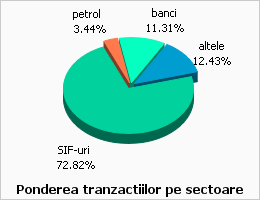 petrol
3.44%
banci
11.31%
altele
12.43%
SIF-uri
72.82%
Ponderea tranzactiilor pe sectoare